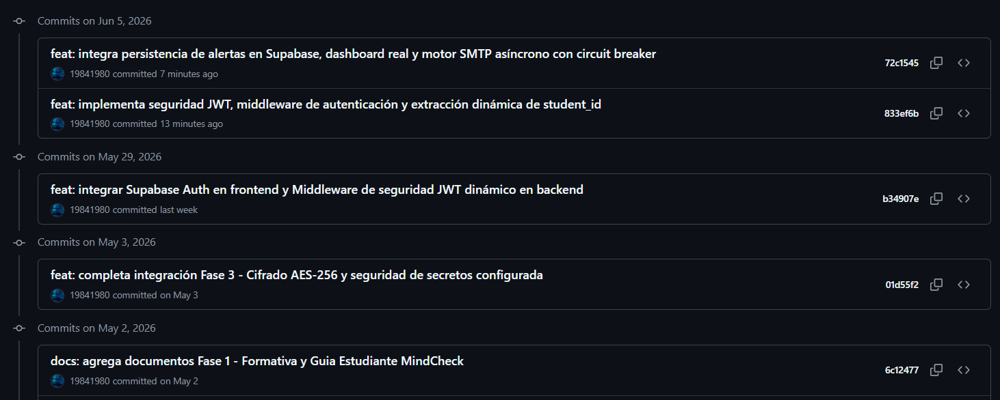 Commits on Jun 5, 2026
feat: integra persistencia de alertas en Supabase, dashboard real y motor SMTP asíncrono con circuit breaker
72c1545
19841980 committed 7 minutes ago
feat: implementa seguridad JWT, middleware de autenticación y extracción dinámica de student_id
833ef6b
19841980 committed 13 minutes ago
Commits on May 29, 2026
feat: integrar Supabase Auth en frontend y Middleware de seguridad JWT dinámico en backend
b34907e
19841980 committed last week
Commits on May 3, 2026
feat: completa integración Fase 3 - Cifrado AES-256 y seguridad de secretos configurada
01d55f2
19841980 committed on May 3
Commits on May 2, 2026
docs: agrega documentos Fase 1 - Formativa y Guia Estudiante MindCheck
6c12477
19841980 committed on May 2